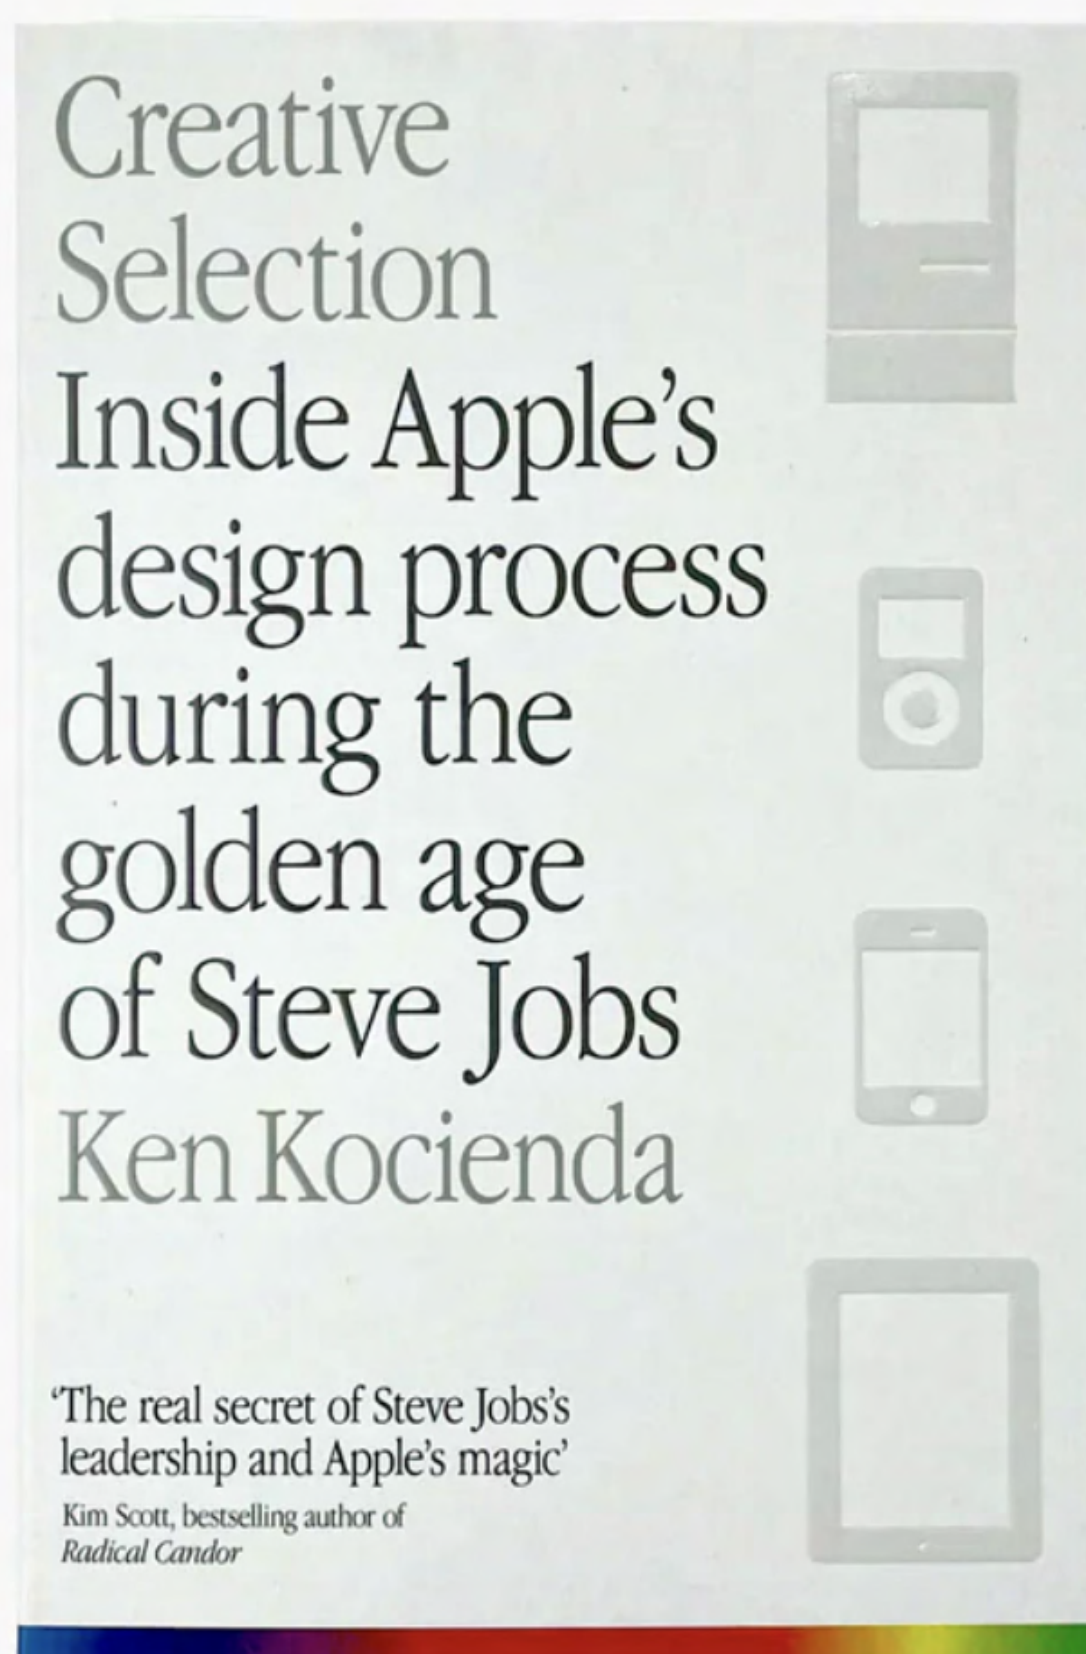 Creative
Selection
Inside Apple’s
design process
during the
golden age
of Steve Jobs
Ken Kocienda
‘The real secret of Steve Jobs’s
leadership and Apple’s magic’
Kim Scott, bestselling author of
Radical Candor